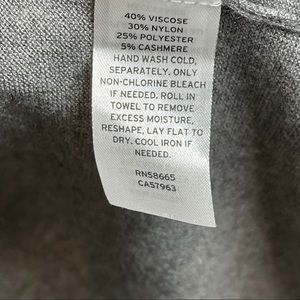 40% VISCOSE
30% NYLON
25% POLYESTER
5% CASHMERE
HAND WASH COLD,
SEPARATELY. ONLY
NON-CHLORINE BLEACH
IF NEEDED. ROLL IN
TOWEL TO REMOVE
EXCESS MOISTURE,
RESHAPE, LAY FLAT TO
DRY. COOL IRON IF
NEEDED.
RN58665
CA57963